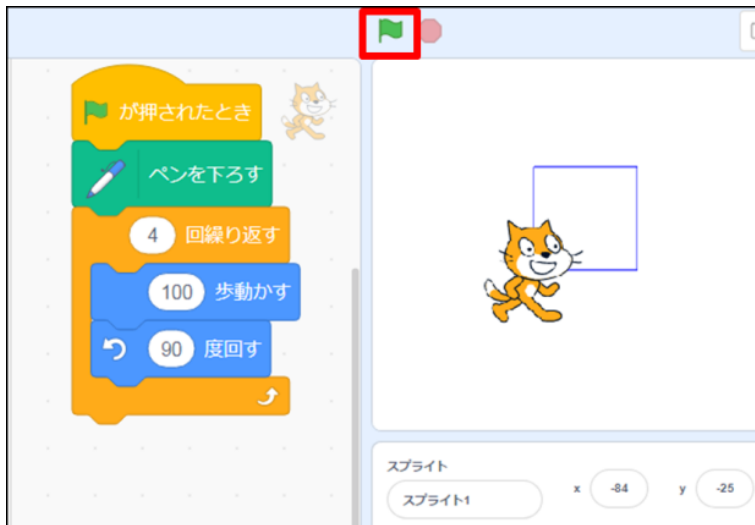 が押されたとき
ペンを下ろす
4 回繰り返す
100 歩動かす
90 度回す
スプライト
スプライト1
x -84 y -25